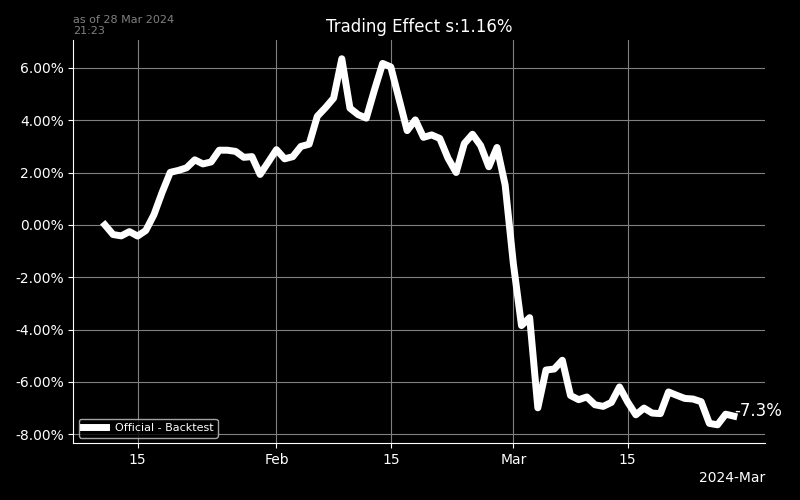 as of 28 Mar 2024
21:23
Trading Effect s:1.16%
6.00%
4.00%
2.00%
0.00%
-2.00%
-4.00%
-6.00%
-8.00%
-7.3%
Official - Backtest
15 Feb 15 Mar 15
2024-Mar